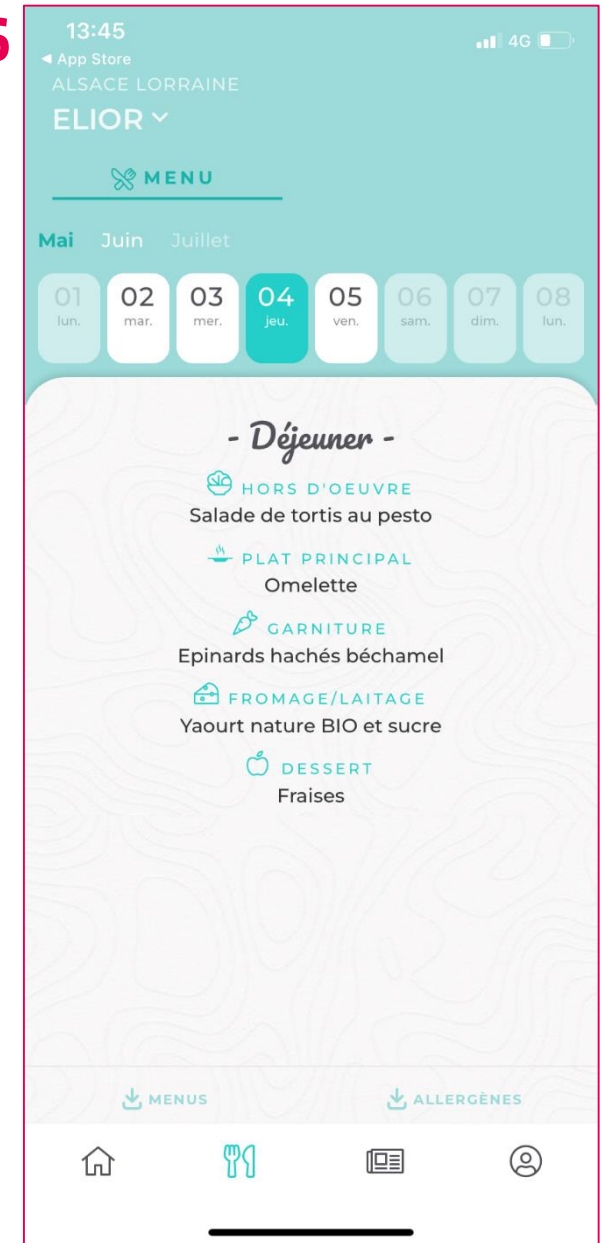 S
13:45
4G
◀ App Store
ALSACE LORRAINE
ELIOR
MENU
Mai Juin Juillet
01 02 03 04 05 06 07 08
lun. mar. mer. jeu. ven. sam. dim. lun.
- Déjeuner -
HORS D'OEUVRE
Salade de tortis au pesto
PLAT PRINCIPAL
Omelette
GARNITURE
Epinards hachés béchamel
FROMAGE/LAITAGE
Yaourt nature BIO et sucre
DESSERT
Fraises
MENUS ALLERGÈNES